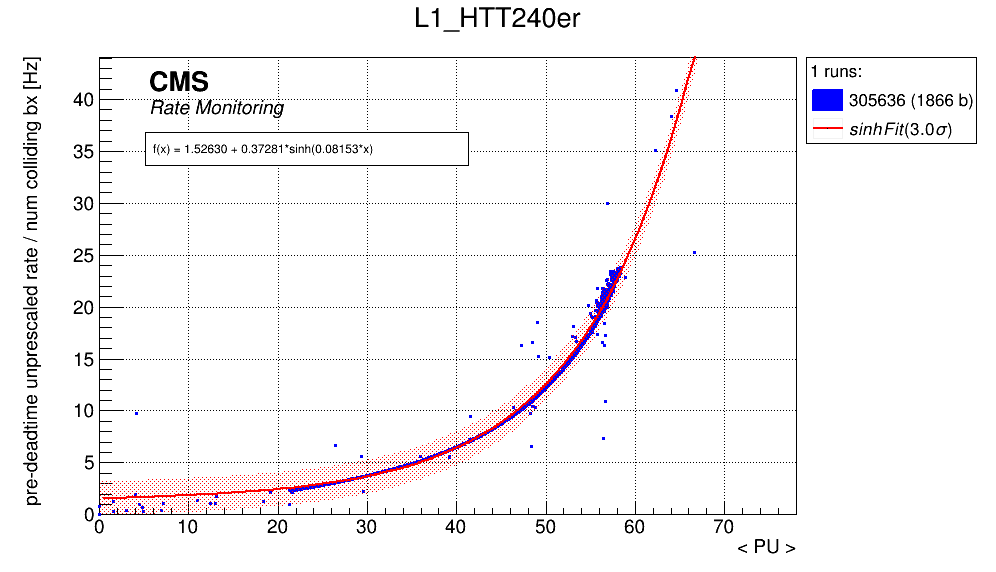 L1_HTT240er
pre-deadtime unprescaled rate / num colliding bx [Hz]
CMS
Rate Monitoring
f(x) = 1.52630 + 0.37281*sinh(0.08153*x)
1 runs:
305636 (1866 b)
sinhFit(3.0σ)
40
35
30
25
20
15
10
5
0
0 10 20 30 40 50 60 70
< PU >